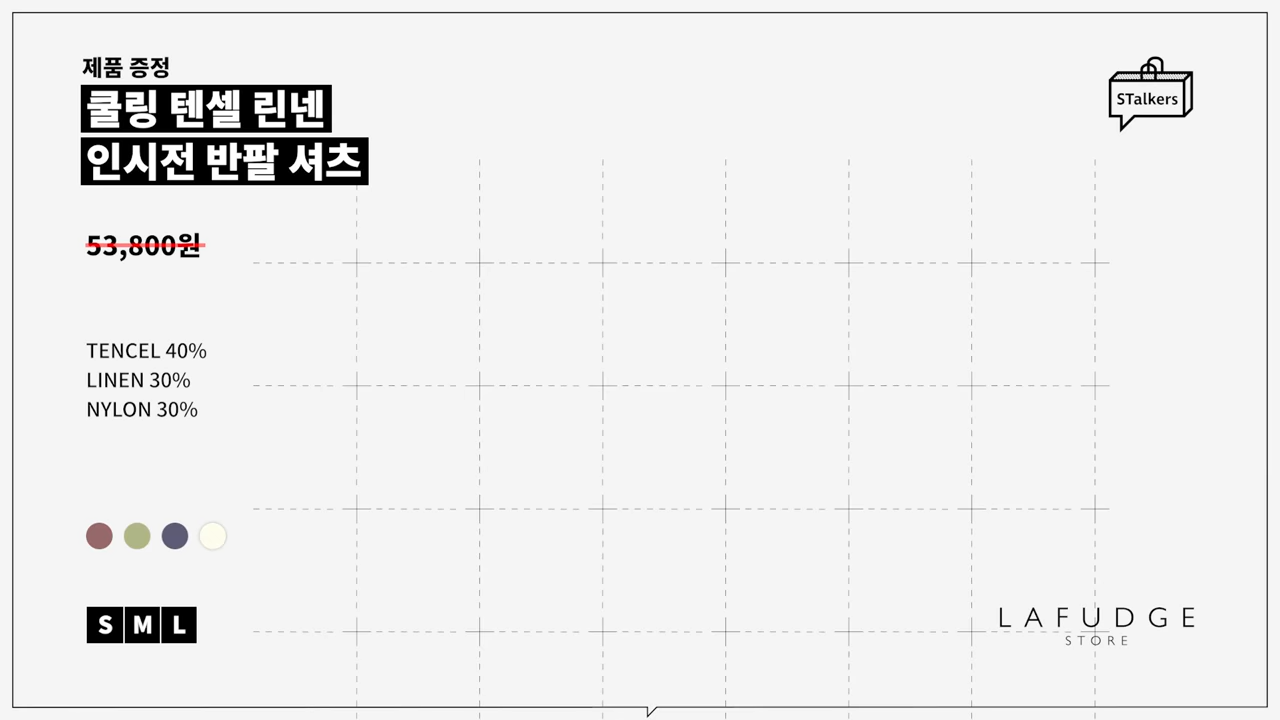 제품 증정
쿨링 텐셀 린넨
인시전 반팔 셔츠
STalkers
53,800원
TENCEL 40%
LINEN 30%
NYLON 30%
S M L
LAFUDGE
STORE